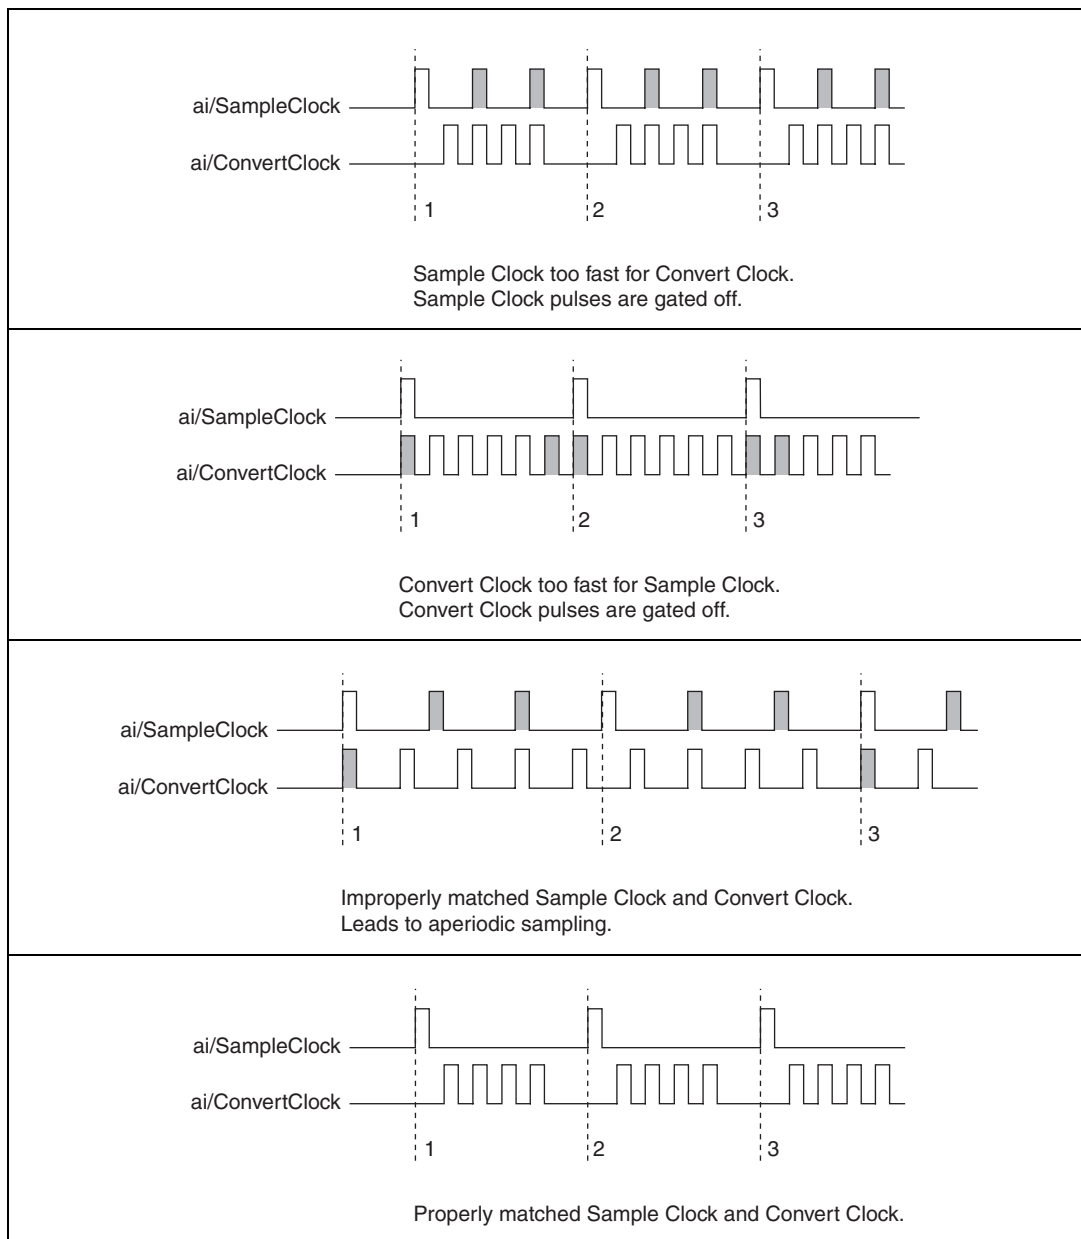 ai/SampleClock
ai/ConvertClock
1 2 3
Sample Clock too fast for Convert Clock.
Sample Clock pulses are gated off.
ai/SampleClock
ai/ConvertClock
1 2 3
Convert Clock too fast for Sample Clock.
Convert Clock pulses are gated off.
ai/SampleClock
ai/ConvertClock
1 2 3
Improperly matched Sample Clock and Convert Clock.
Leads to aperiodic sampling.
ai/SampleClock
ai/ConvertClock
1 2 3
Properly matched Sample Clock and Convert Clock.